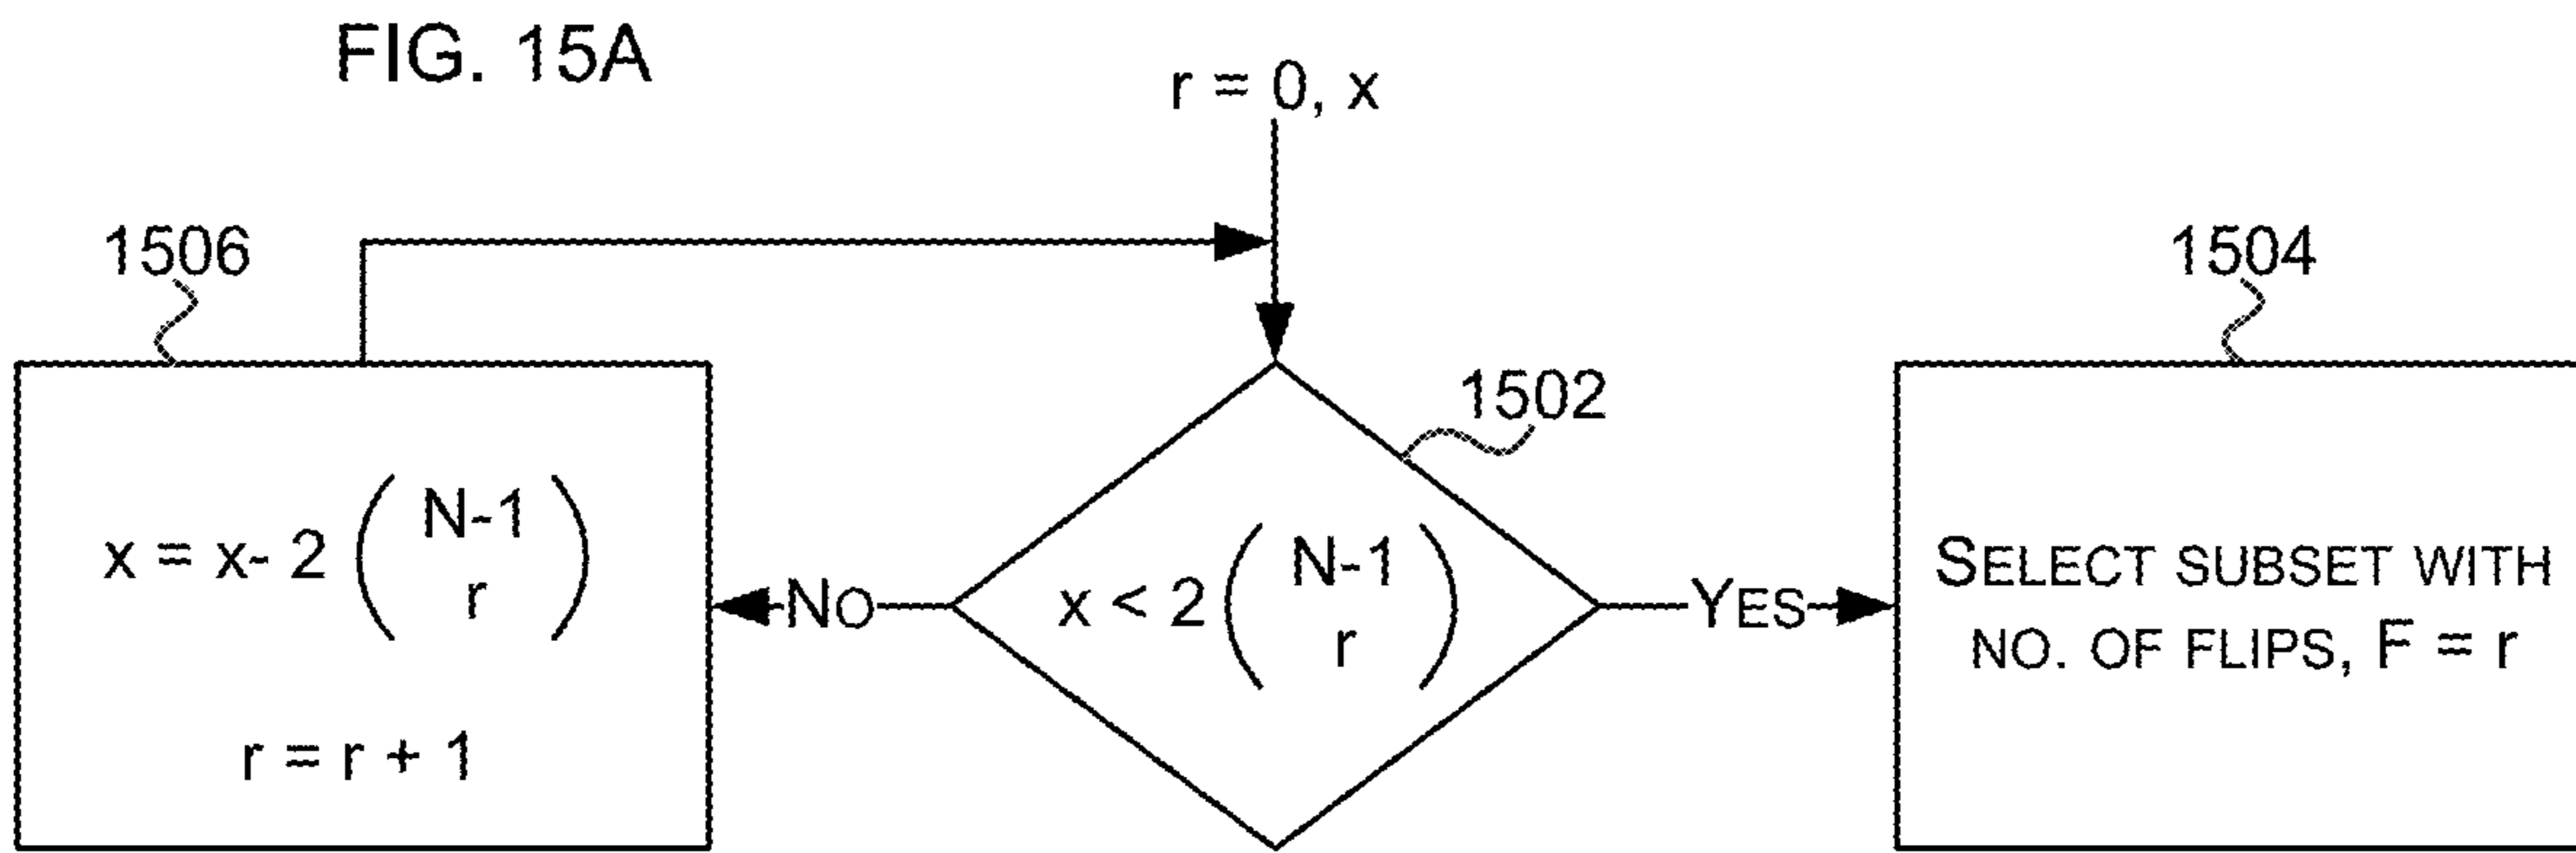 FIG. 15A
r = 0, x
1506
1504
1502
N-1
x = x- 2 ( )
r
r = r + 1
No
N-1
x < 2 ( )
r
YES
SELECT SUBSET WITH
NO. OF FLIPS, F = r